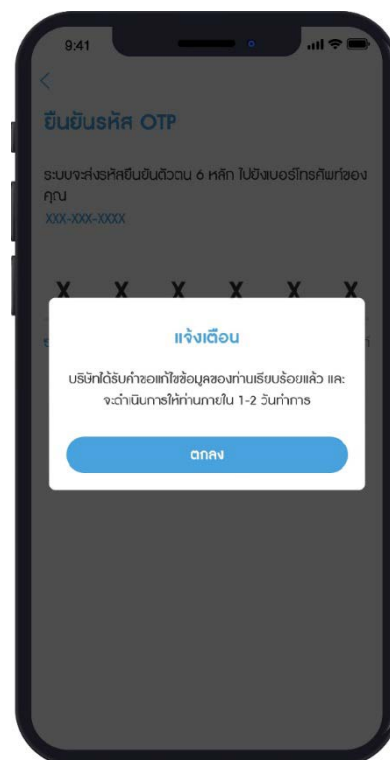 9:41
ยืนยันรหัส OTP
ระบบจะส่งรหัสยืนยันตัวตน 6 หลัก ไปยังเบอร์โทรศัพท์ของ
คุณ
XXX-XXX-XXXX
X X X X X X
แจ้งเตือน
บริษัทได้รับคำขอแก้ไขข้อมูลของท่านเรียบร้อยแล้ว และ
จะดำเนินการให้ท่านภายใน 1-2 วันทำการ
ตกลง